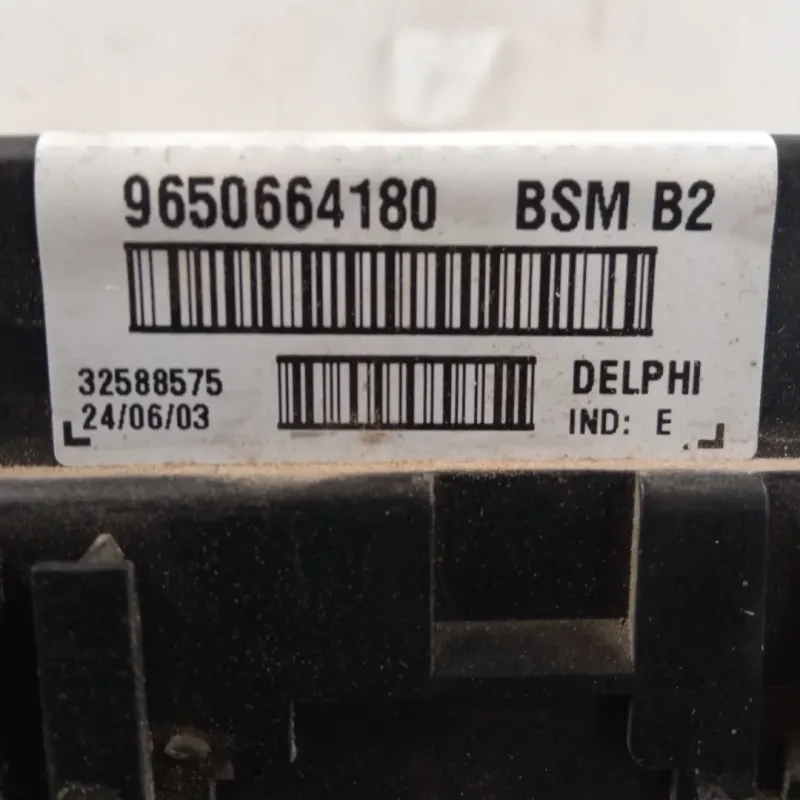 9650664180 BSM B2
32588575 DELPHI
24/06/03 IND: E